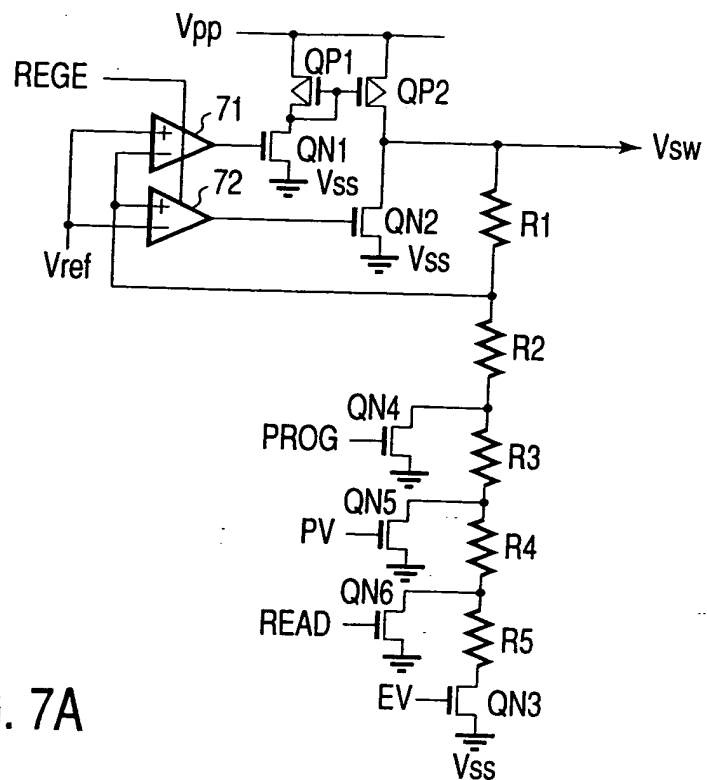 Vpp
REGE
QP1
QP2
71
+
−
QN1
Vss
Vsw
72
+
−
QN2
Vss
R1
Vref
R2
QN4
PROG
R3
QN5
PV
R4
QN6
READ
R5
EV
QN3
Vss
. 7A